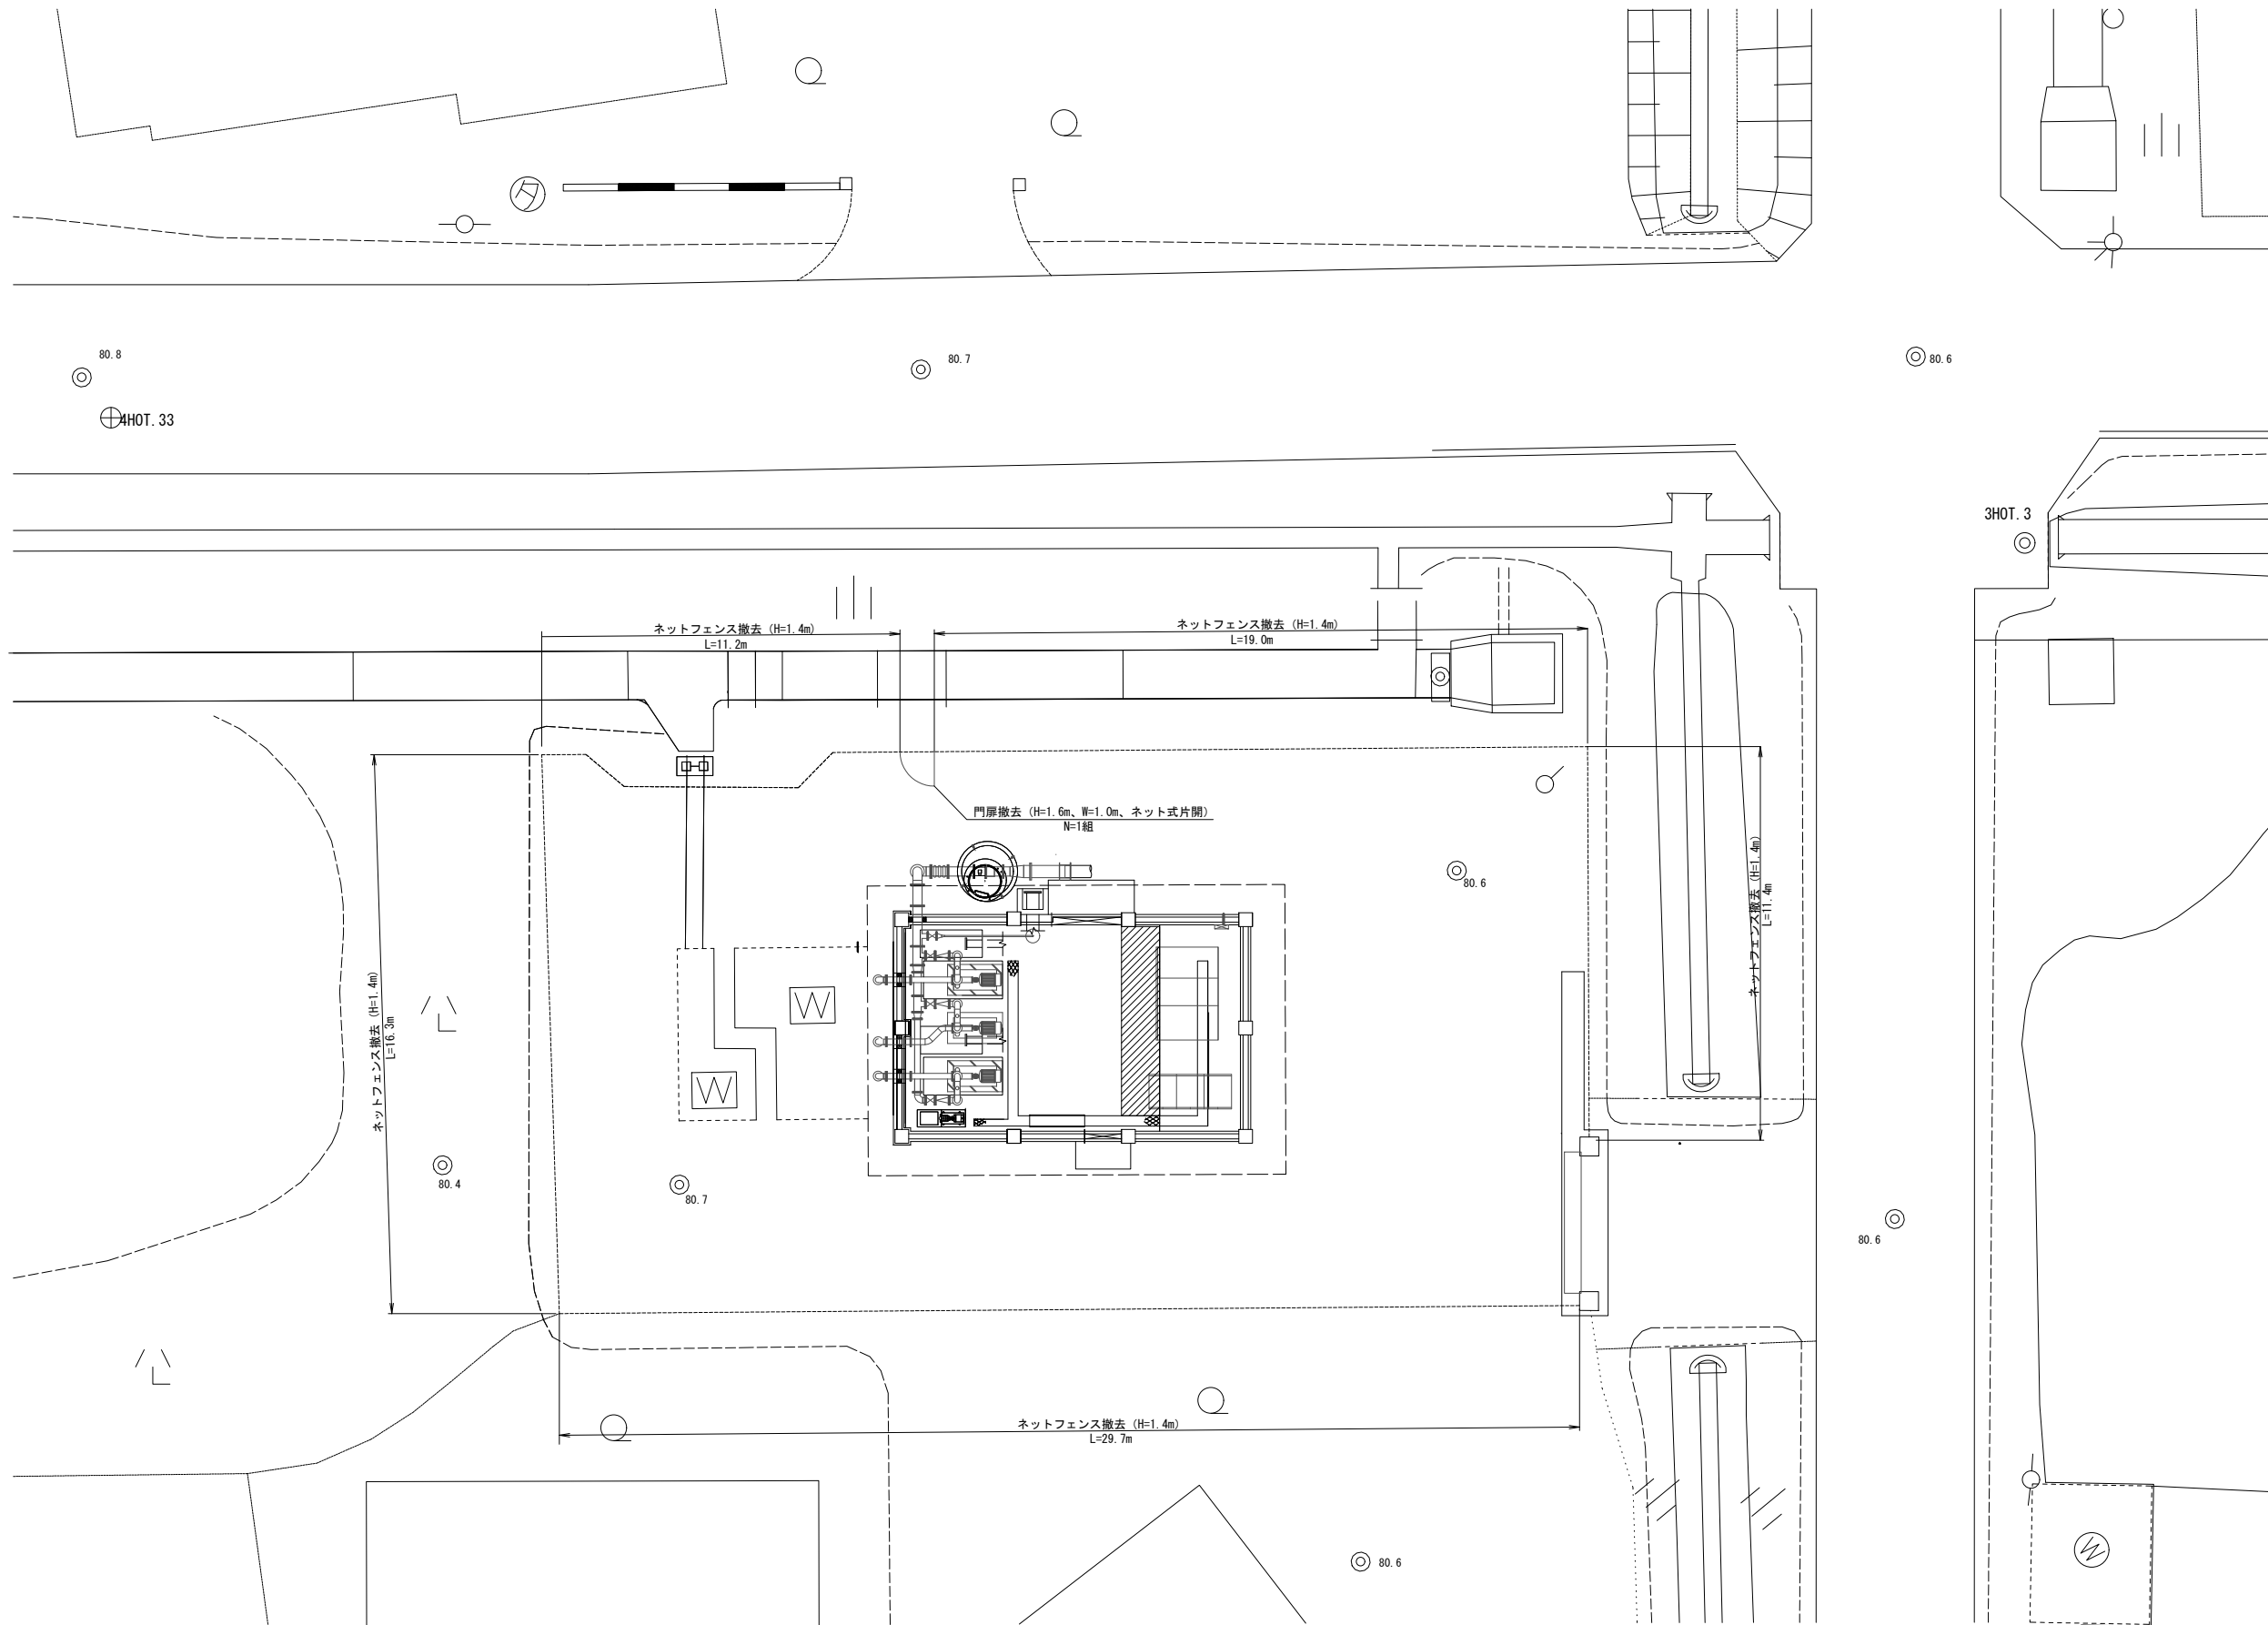 80.8
80.7
80.6
4HOT.33
3HOT.3
ネットフェンス撤去 (H=1.4m)
L=11.2m
ネットフェンス撤去 (H=1.4m)
L=19.0m
門扉撤去 (H=1.6m、W=1.0m、ネット式片開)
N=1組
80.6
ネットフェンス撤去 (H=1.4m)
L=11.4m
ネットフェンス撤去 (H=1.4m)
L=16.3m
W
W
80.4
80.7
80.6
ネットフェンス撤去 (H=1.4m)
L=29.7m
80.6
W